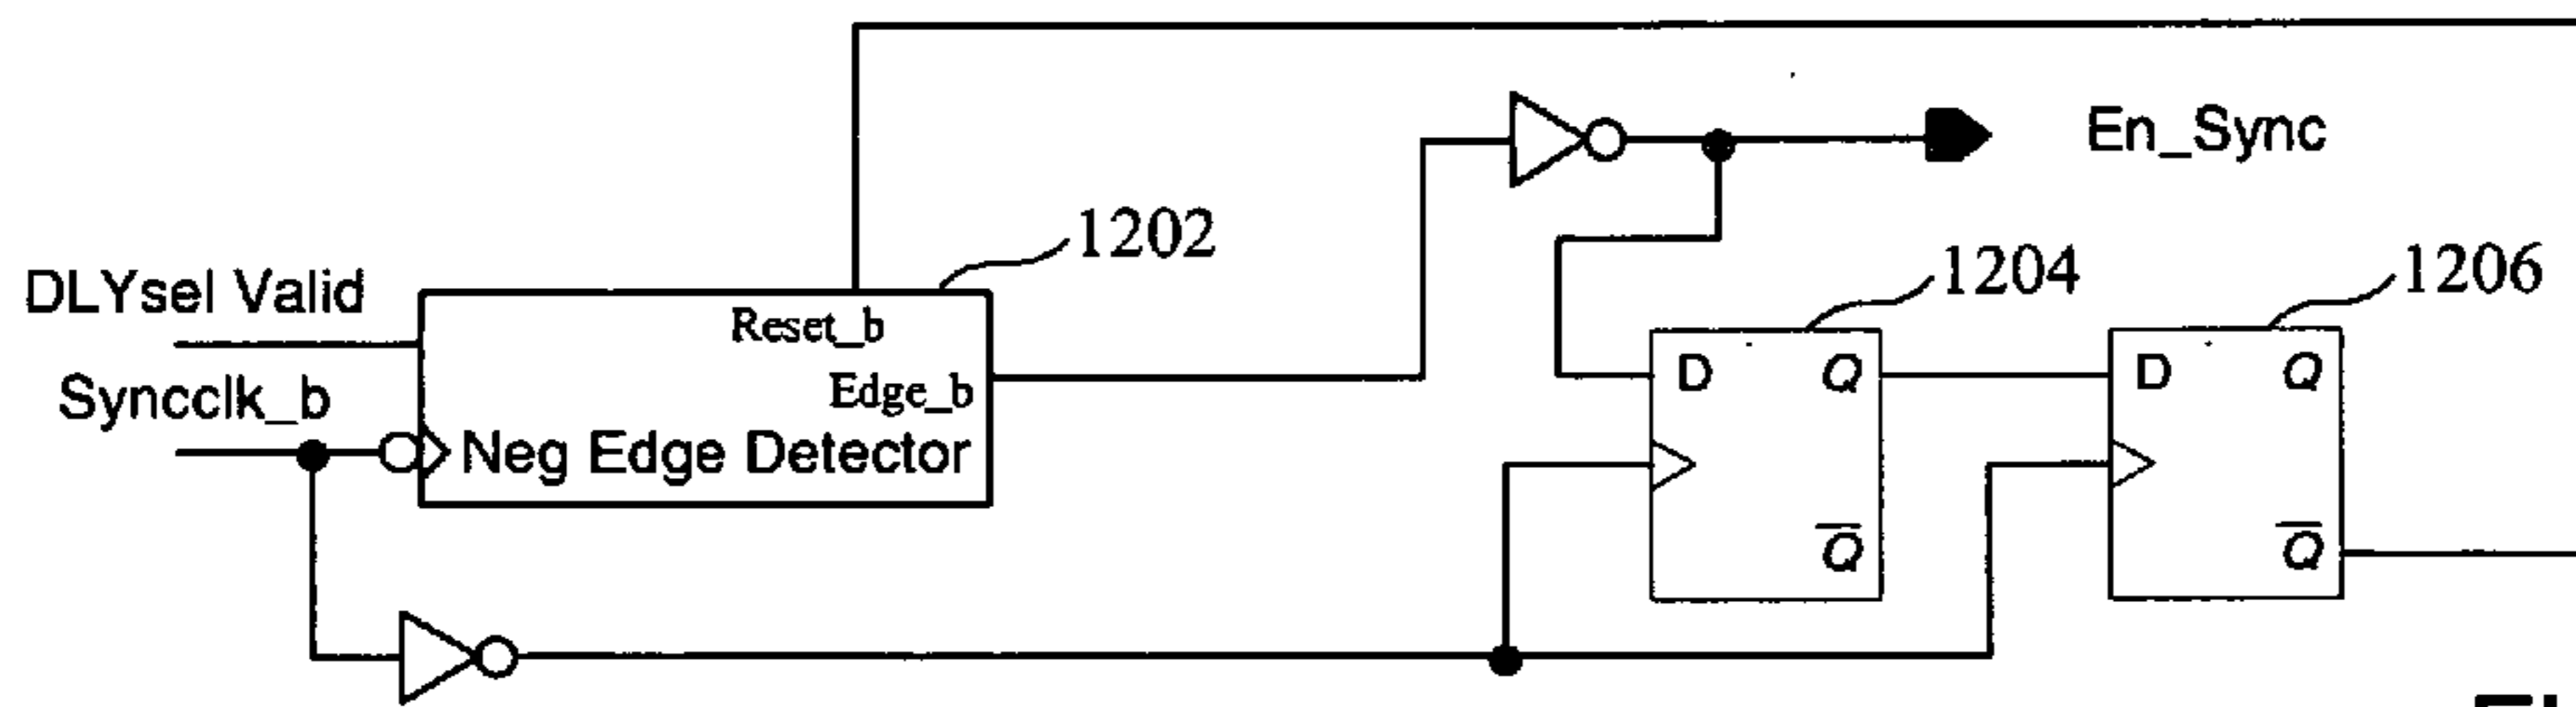 En_Sync
1202
DLYsel Valid
Reset_b
1204
1206
Syncclk_b
Edge_b
D Q
D Q
Neg Edge Detector
Q̅
Q̅